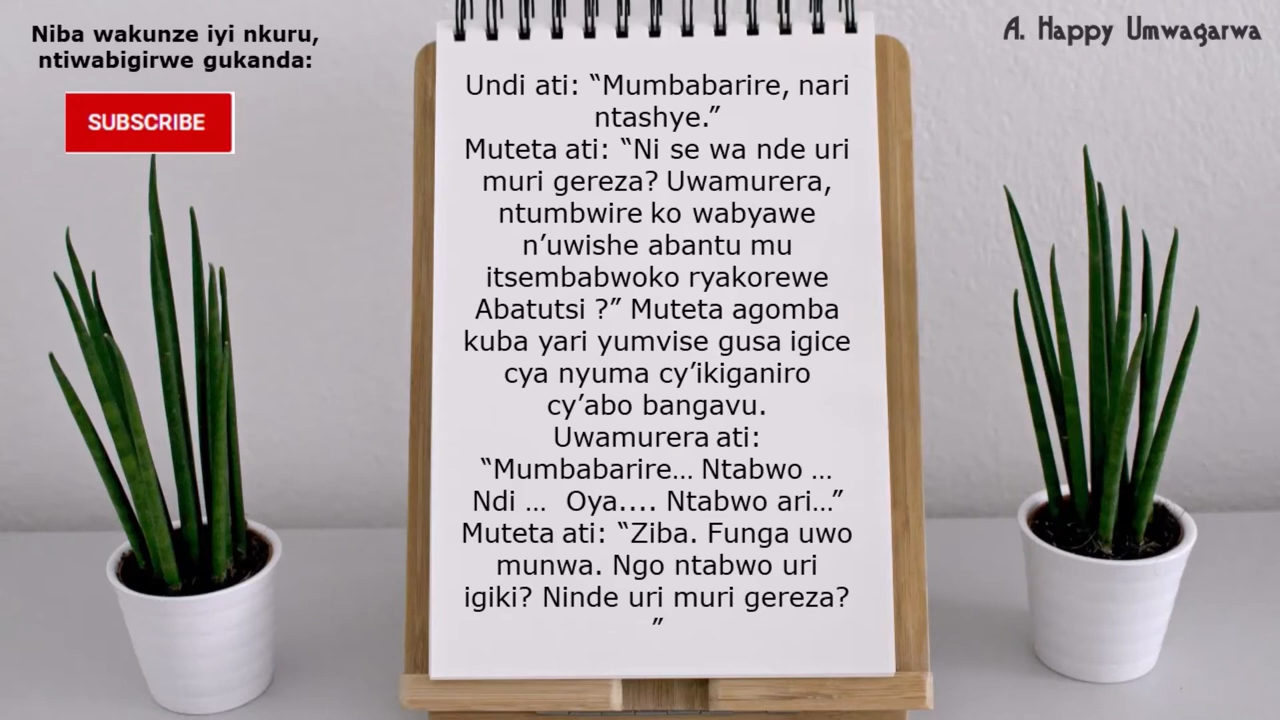 Niba wakunze iyi nkuru,
ntiwabigirwe gukanda:
SUBSCRIBE
A. Happy Umwagarwa
Undi ati: “Mumbabarire, nari
ntashye.”
Muteta ati: “Ni se wa nde uri
muri gereza? Uwamurera,
ntumbwire ko wabyawe
n’uwishe abantu mu
itsembabwoko ryakorewe
Abatutsi ?” Muteta agomba
kuba yari yumvise gusa igice
cya nyuma cy’ikiganiro
cy’abo bangavu.
Uwamurera ati:
“Mumbabarire… Ntabwo …
Ndi …  Oya.... Ntabwo ari…”
Muteta ati: “Ziba. Funga uwo
munwa. Ngo ntabwo uri
igiki? Ninde uri muri gereza?
”